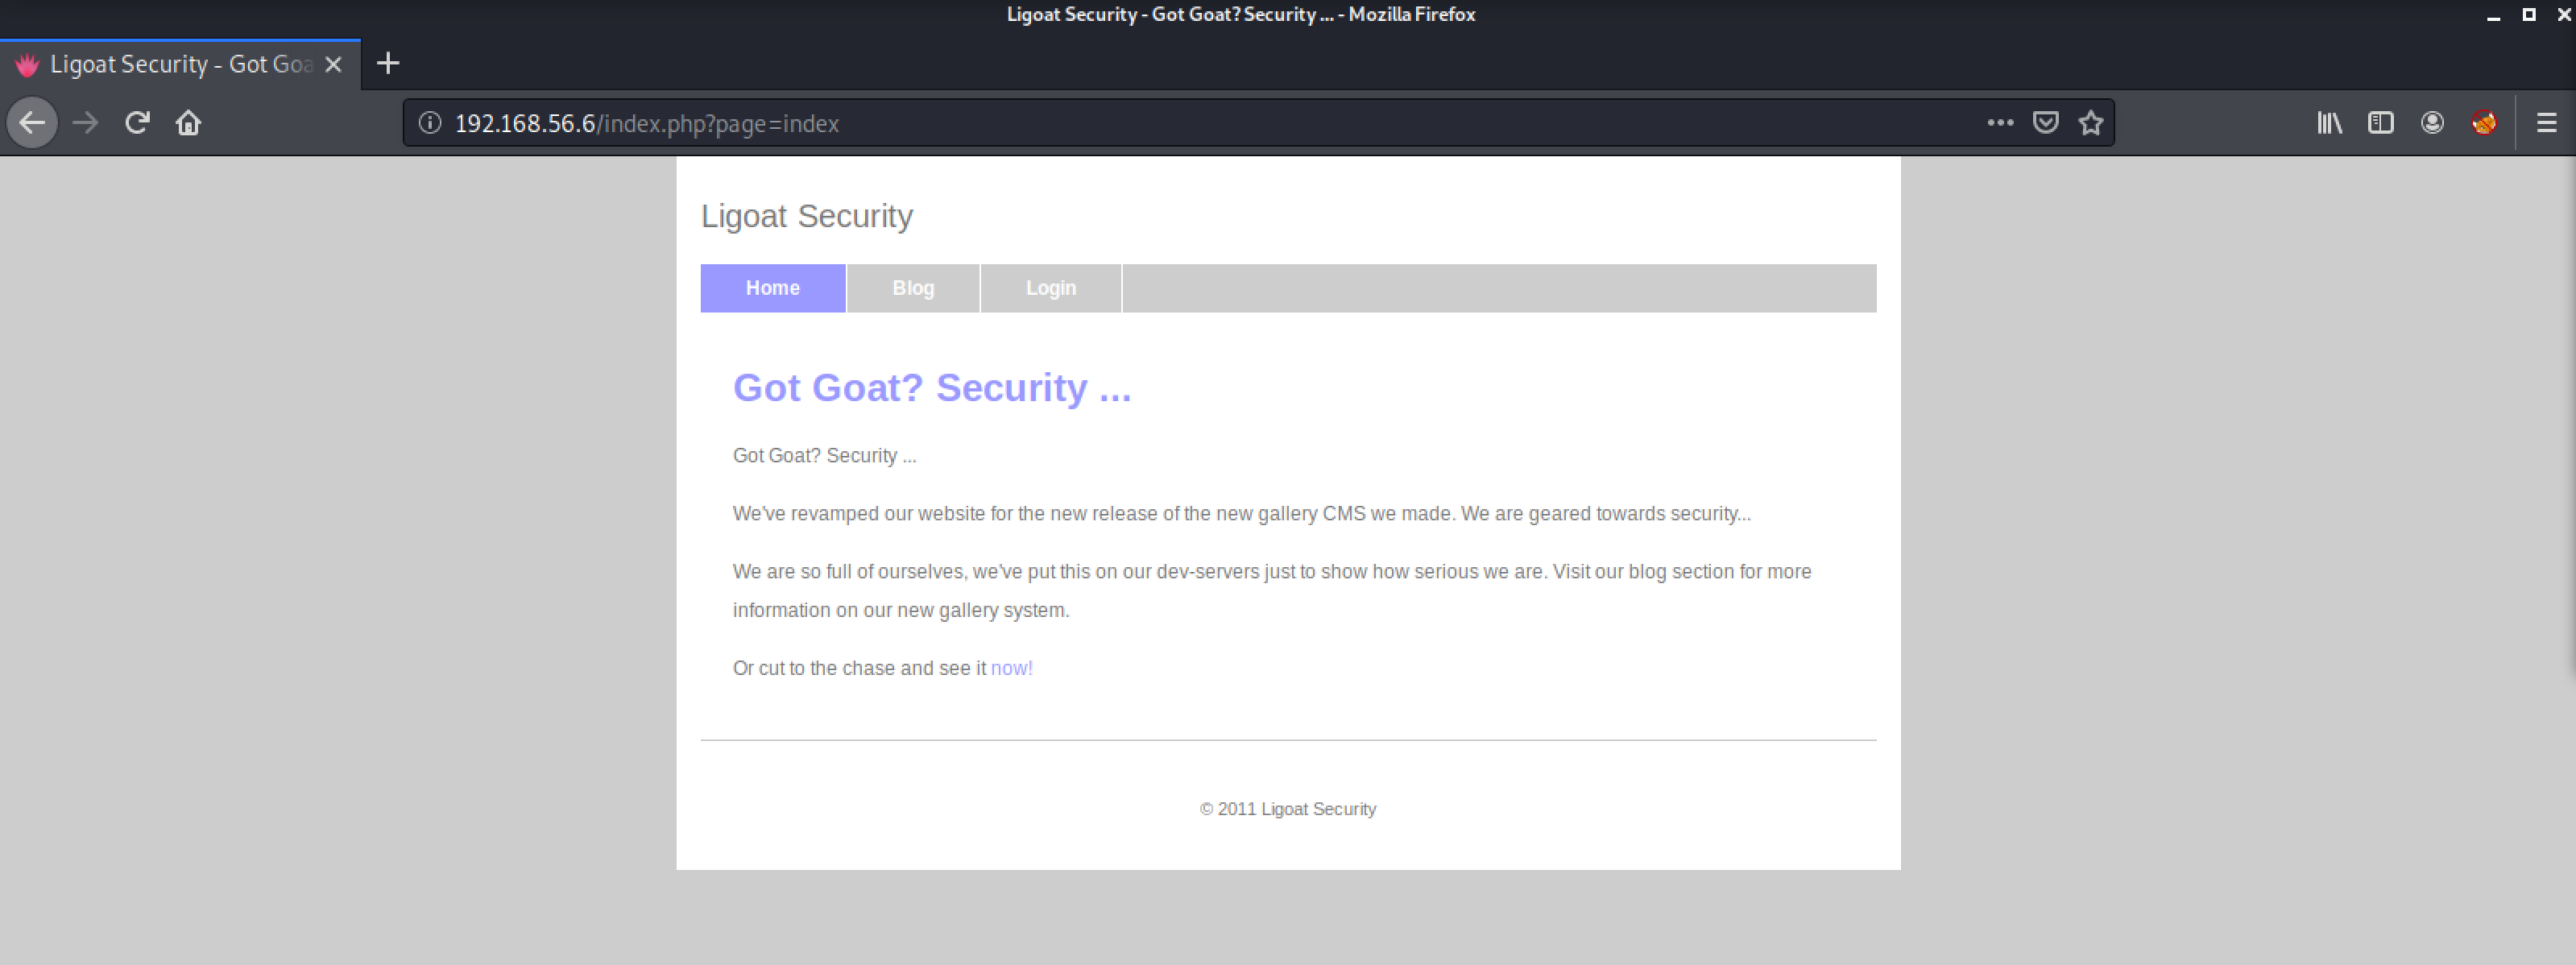 Ligoat Security - Got Goat? Security ... - Mozilla Firefox
Ligoat Security - Got Goa
192.168.56.6/index.php?page=index
Ligoat Security
Home Blog Login
Got Goat? Security ...
Got Goat? Security ...
We've revamped our website for the new release of the new gallery CMS we made. We are geared towards security...
We are so full of ourselves, we've put this on our dev-servers just to show how serious we are. Visit our blog section for more
information on our new gallery system.
Or cut to the chase and see it now!
© 2011 Ligoat Security